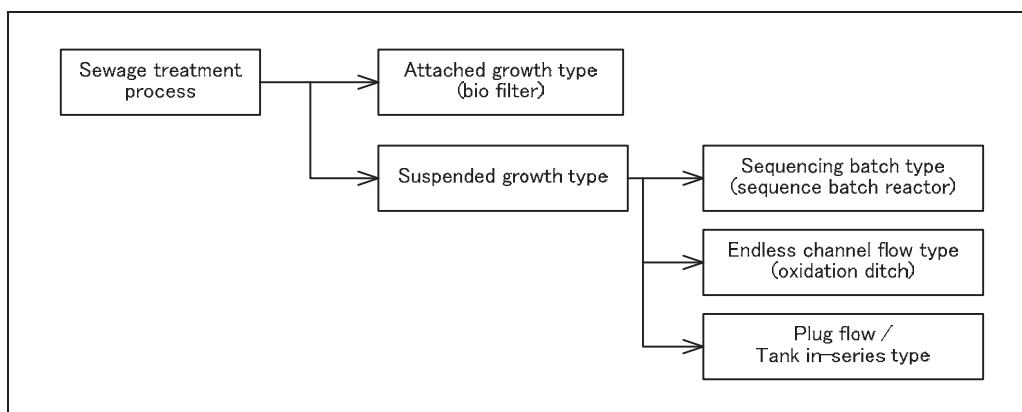 Sewage treatment
process
Attached growth type
(bio filter)
Suspended growth type
Sequencing batch type
(sequence batch reactor)
Endless channel flow type
(oxidation ditch)
Plug flow /
Tank in-series type